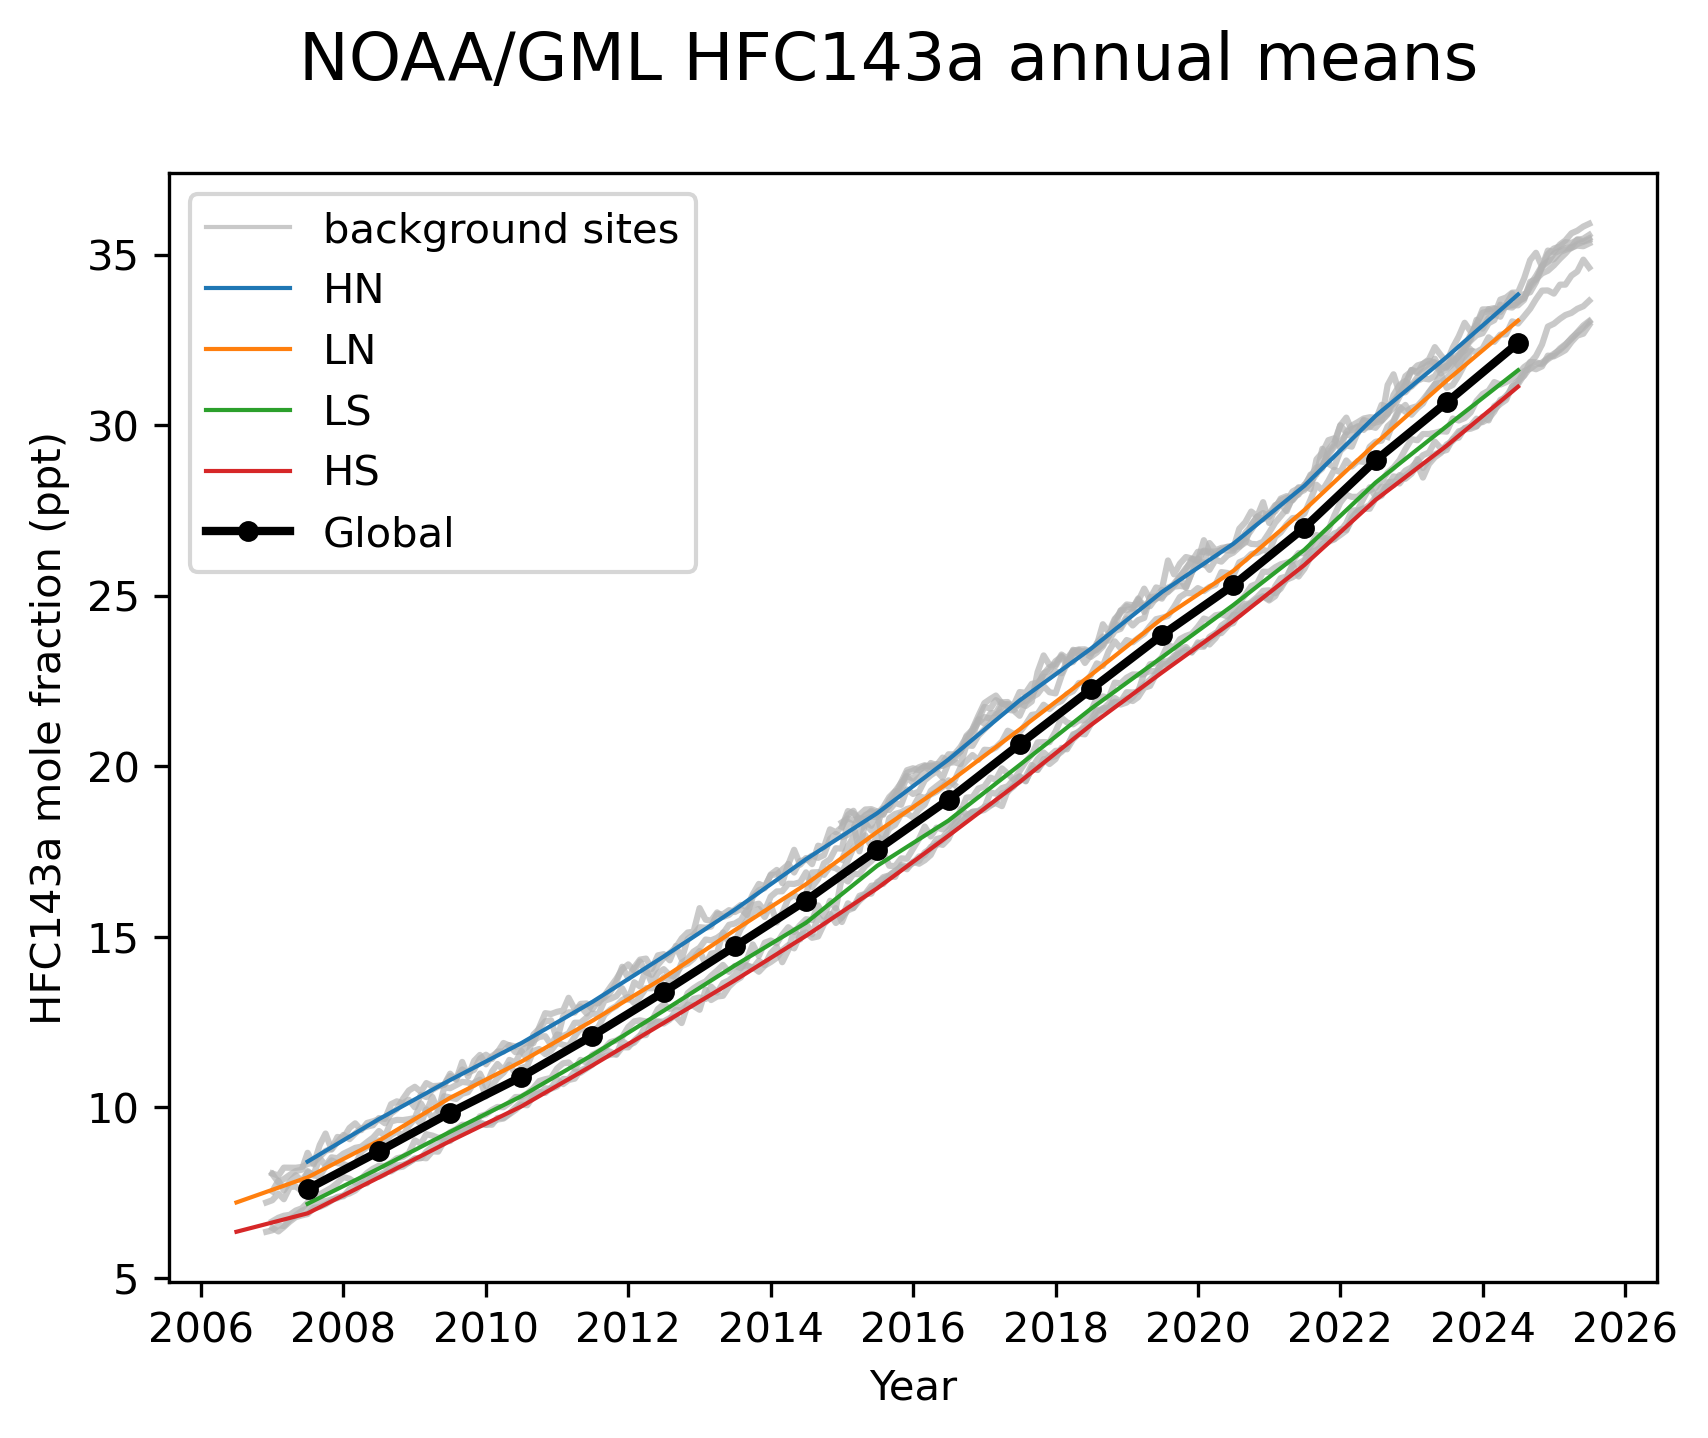 NOAA/GML HFC143a annual means
background sites
HN
LN
LS
HS
Global
HFC143a mole fraction (ppt)
35
30
25
20
15
10
5
2006 2008 2010 2012 2014 2016 2018 2020 2022 2024 2026
Year